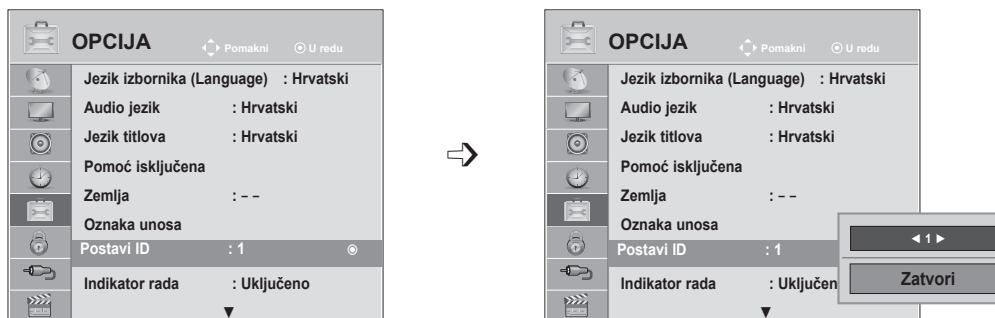 OPCIJA
Pomakni
U redu
Jezik izbornika (Language) : Hrvatski
Audio jezik : Hrvatski
Jezik titlova : Hrvatski
Pomoć isključena
Zemlja : – –
Oznaka unosa
Postavi ID : 1
Indikator rada : Uključeno
OPCIJA
Pomakni
U redu
Jezik izbornika (Language) : Hrvatski
Audio jezik : Hrvatski
Jezik titlova : Hrvatski
Pomoć isključena
Zemlja : – –
Oznaka unosa
Postavi ID : 1
Indikator rada : Uključen
◄ 1 ►
Zatvori